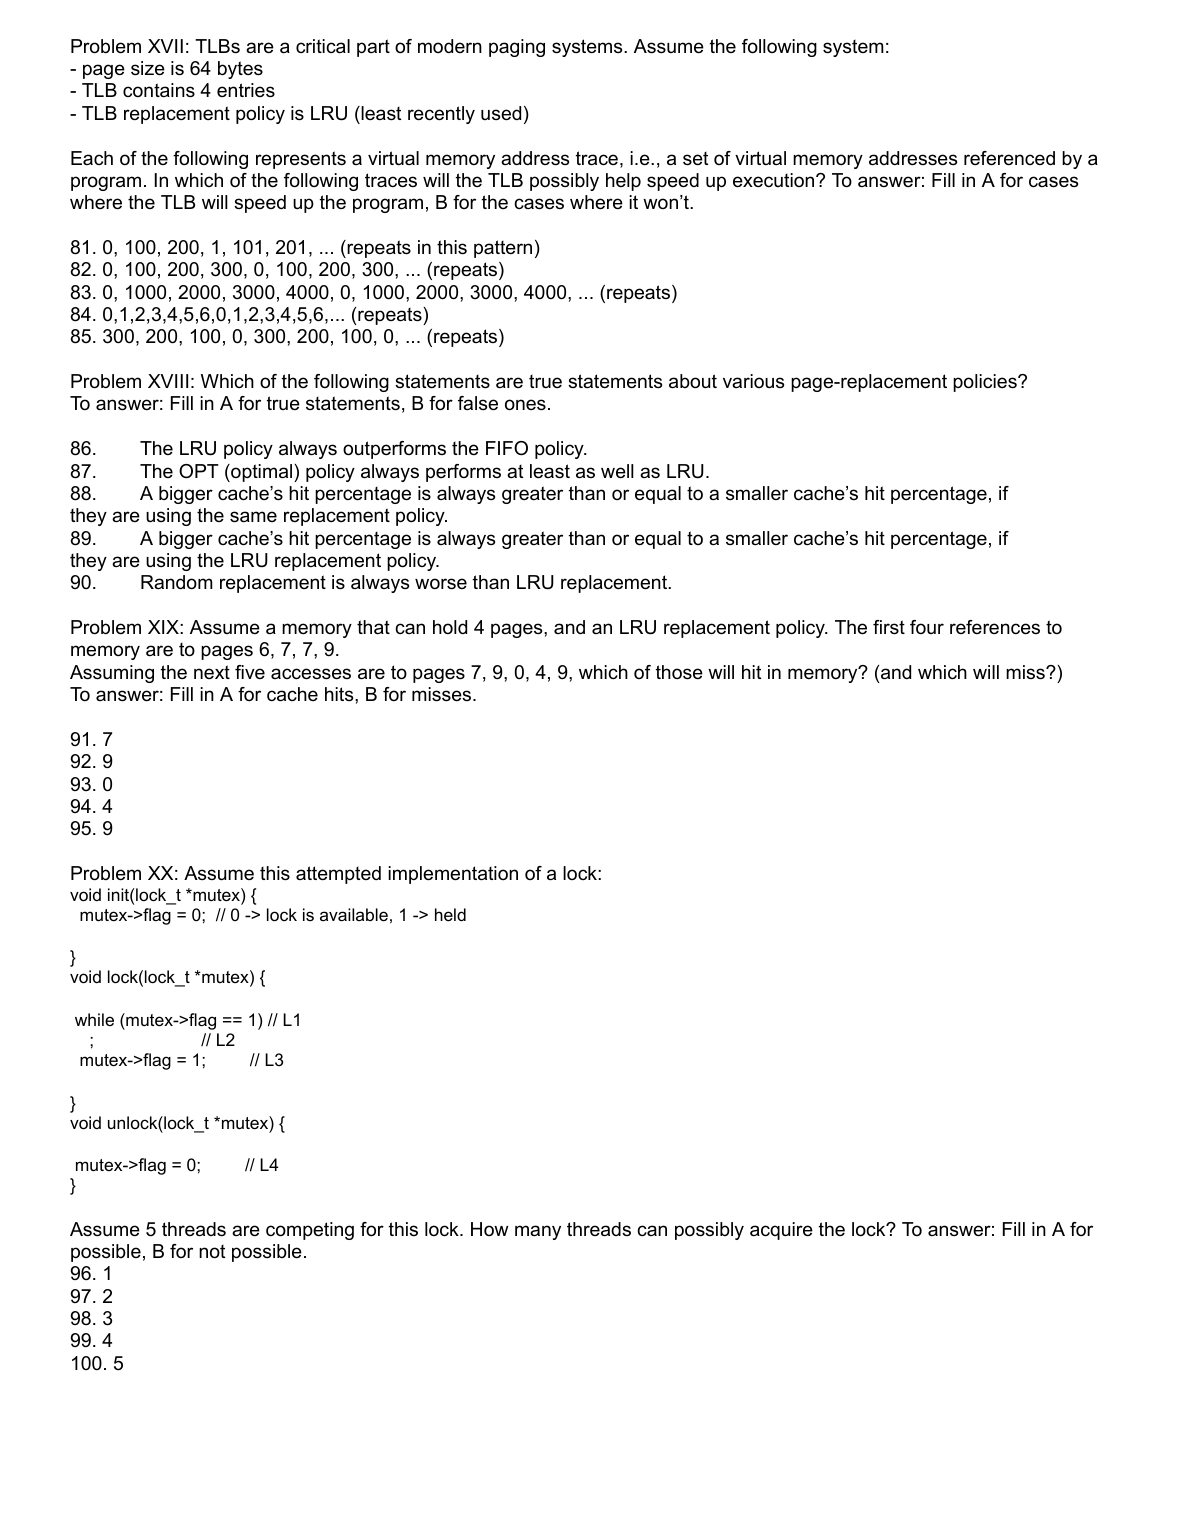 Problem XVII: TLBs are a critical part of modern paging systems. Assume the following system:
- page size is 64 bytes
- TLB contains 4 entries
- TLB replacement policy is LRU (least recently used)
Each of the following represents a virtual memory address trace, i.e., a set of virtual memory addresses referenced by a
program. In which of the following traces will the TLB possibly help speed up execution? To answer: Fill in A for cases
where the TLB will speed up the program, B for the cases where it won’t.
81. 0, 100, 200, 1, 101, 201, ... (repeats in this pattern)
82. 0, 100, 200, 300, 0, 100, 200, 300, ... (repeats)
83. 0, 1000, 2000, 3000, 4000, 0, 1000, 2000, 3000, 4000, ... (repeats)
84. 0,1,2,3,4,5,6,0,1,2,3,4,5,6,... (repeats)
85. 300, 200, 100, 0, 300, 200, 100, 0, ... (repeats)
Problem XVIII: Which of the following statements are true statements about various page-replacement policies?
To answer: Fill in A for true statements, B for false ones.
86. The LRU policy always outperforms the FIFO policy.
87. The OPT (optimal) policy always performs at least as well as LRU.
88. A bigger cache’s hit percentage is always greater than or equal to a smaller cache’s hit percentage, if
they are using the same replacement policy.
89. A bigger cache’s hit percentage is always greater than or equal to a smaller cache’s hit percentage, if
they are using the LRU replacement policy.
90. Random replacement is always worse than LRU replacement.
Problem XIX: Assume a memory that can hold 4 pages, and an LRU replacement policy. The first four references to
memory are to pages 6, 7, 7, 9.
Assuming the next five accesses are to pages 7, 9, 0, 4, 9, which of those will hit in memory? (and which will miss?)
To answer: Fill in A for cache hits, B for misses.
91. 7
92. 9
93. 0
94. 4
95. 9
Problem XX: Assume this attempted implementation of a lock:
void init(lock_t *mutex) {
mutex->flag = 0; // 0 -> lock is available, 1 -> held
}
void lock(lock_t *mutex) {
while (mutex->flag == 1) // L1
; // L2
mutex->flag = 1; // L3
}
void unlock(lock_t *mutex) {
mutex->flag = 0; // L4
}
Assume 5 threads are competing for this lock. How many threads can possibly acquire the lock? To answer: Fill in A for
possible, B for not possible.
96. 1
97. 2
98. 3
99. 4
100. 5